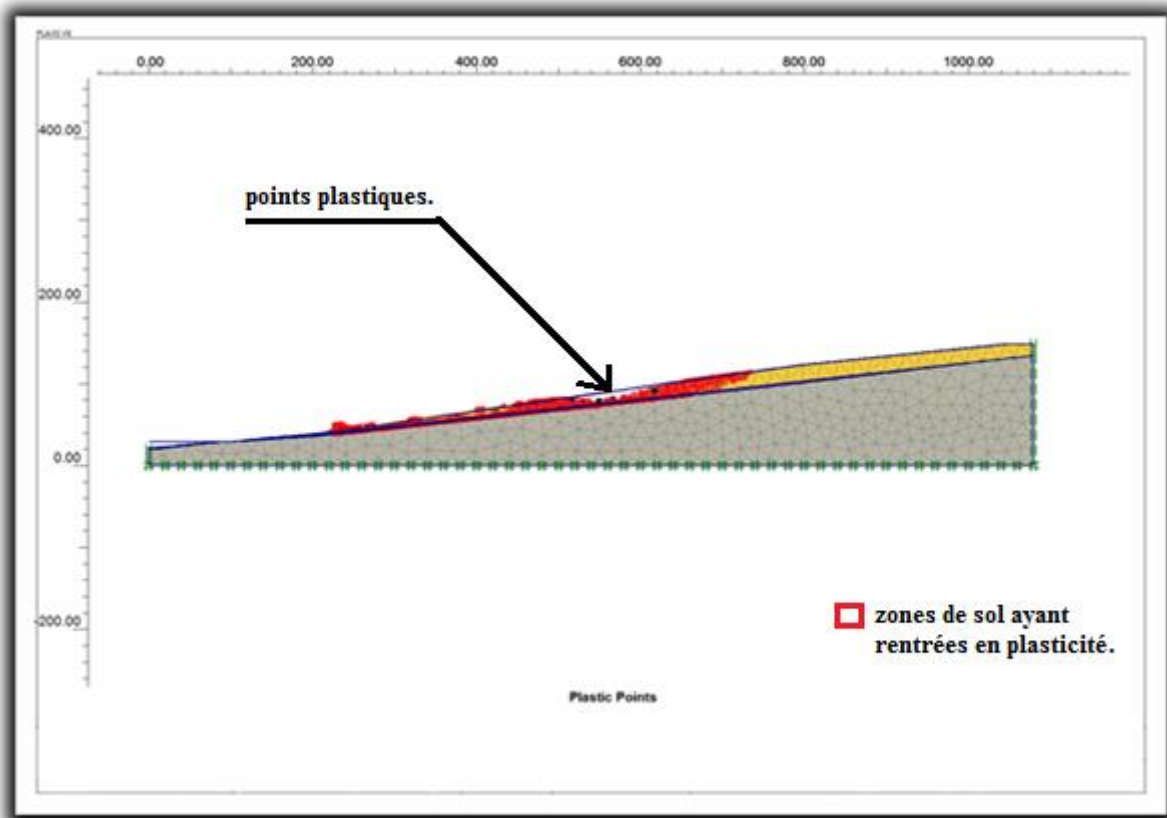 0.00 200.00 400.00 600.00 800.00 1000.00
400.00
points plastiques.
200.00
0.00
-200.00
zones de sol ayant
rentrées en plasticité.
Plastic Points